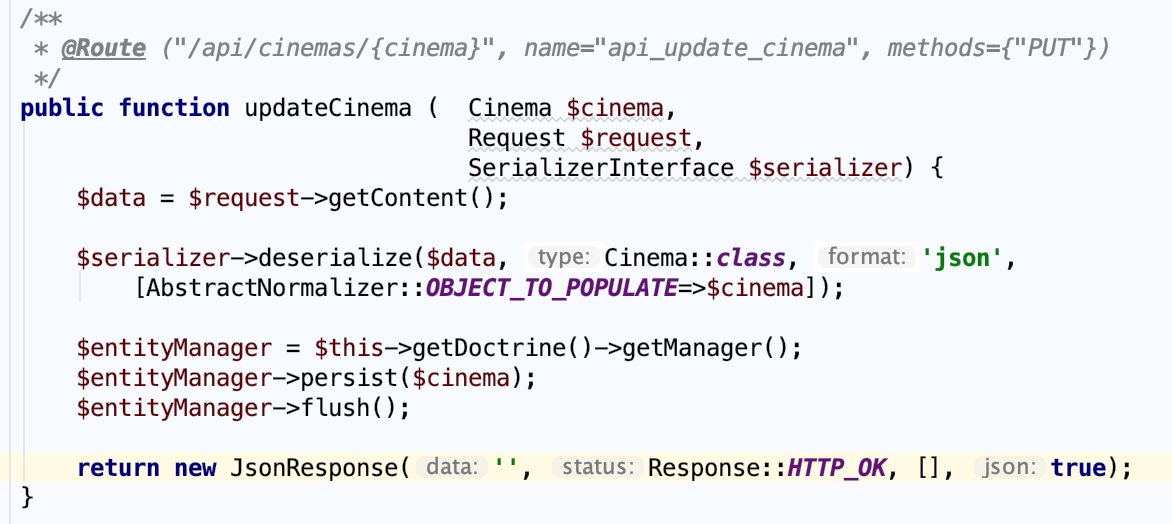 /**
 * @Route ("/api/cinemas/{cinema}", name="api_update_cinema", methods={"PUT"})
 */
public function updateCinema (  Cinema $cinema,
                                Request $request,
                                SerializerInterface $serializer) {
    $data = $request->getContent();

    $serializer->deserialize($data, type: Cinema::class, format: 'json',
        [AbstractNormalizer::OBJECT_TO_POPULATE=>$cinema]);

    $entityManager = $this->getDoctrine()->getManager();
    $entityManager->persist($cinema);
    $entityManager->flush();

    return new JsonResponse( data: '', status: Response::HTTP_OK, [], json: true);
}